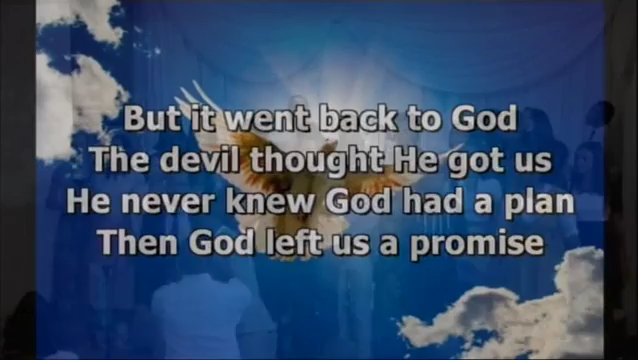 But it went back to God
The devil thought He got us
He never knew God had a plan
Then God left us a promise